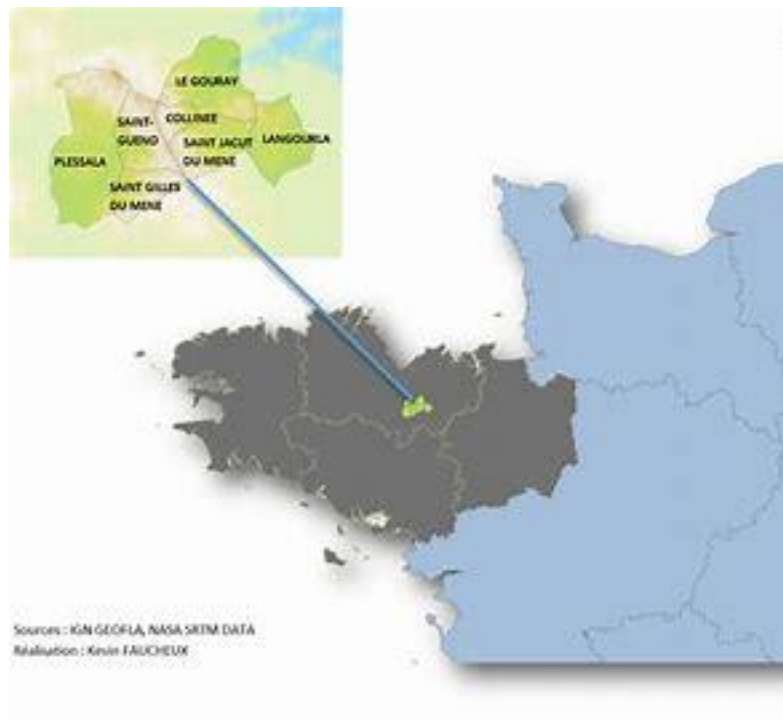 LE GOURAY
COLLINEE
SAINT-
GUENO
SAINT JACUT
DU MENE
LANGOURLA
PLESSALA
SAINT GILLES
DU MENE
Sources : IGN GEOFLA, NASA SRTM DATA
Réalisation : Kevin FAUCHEUX